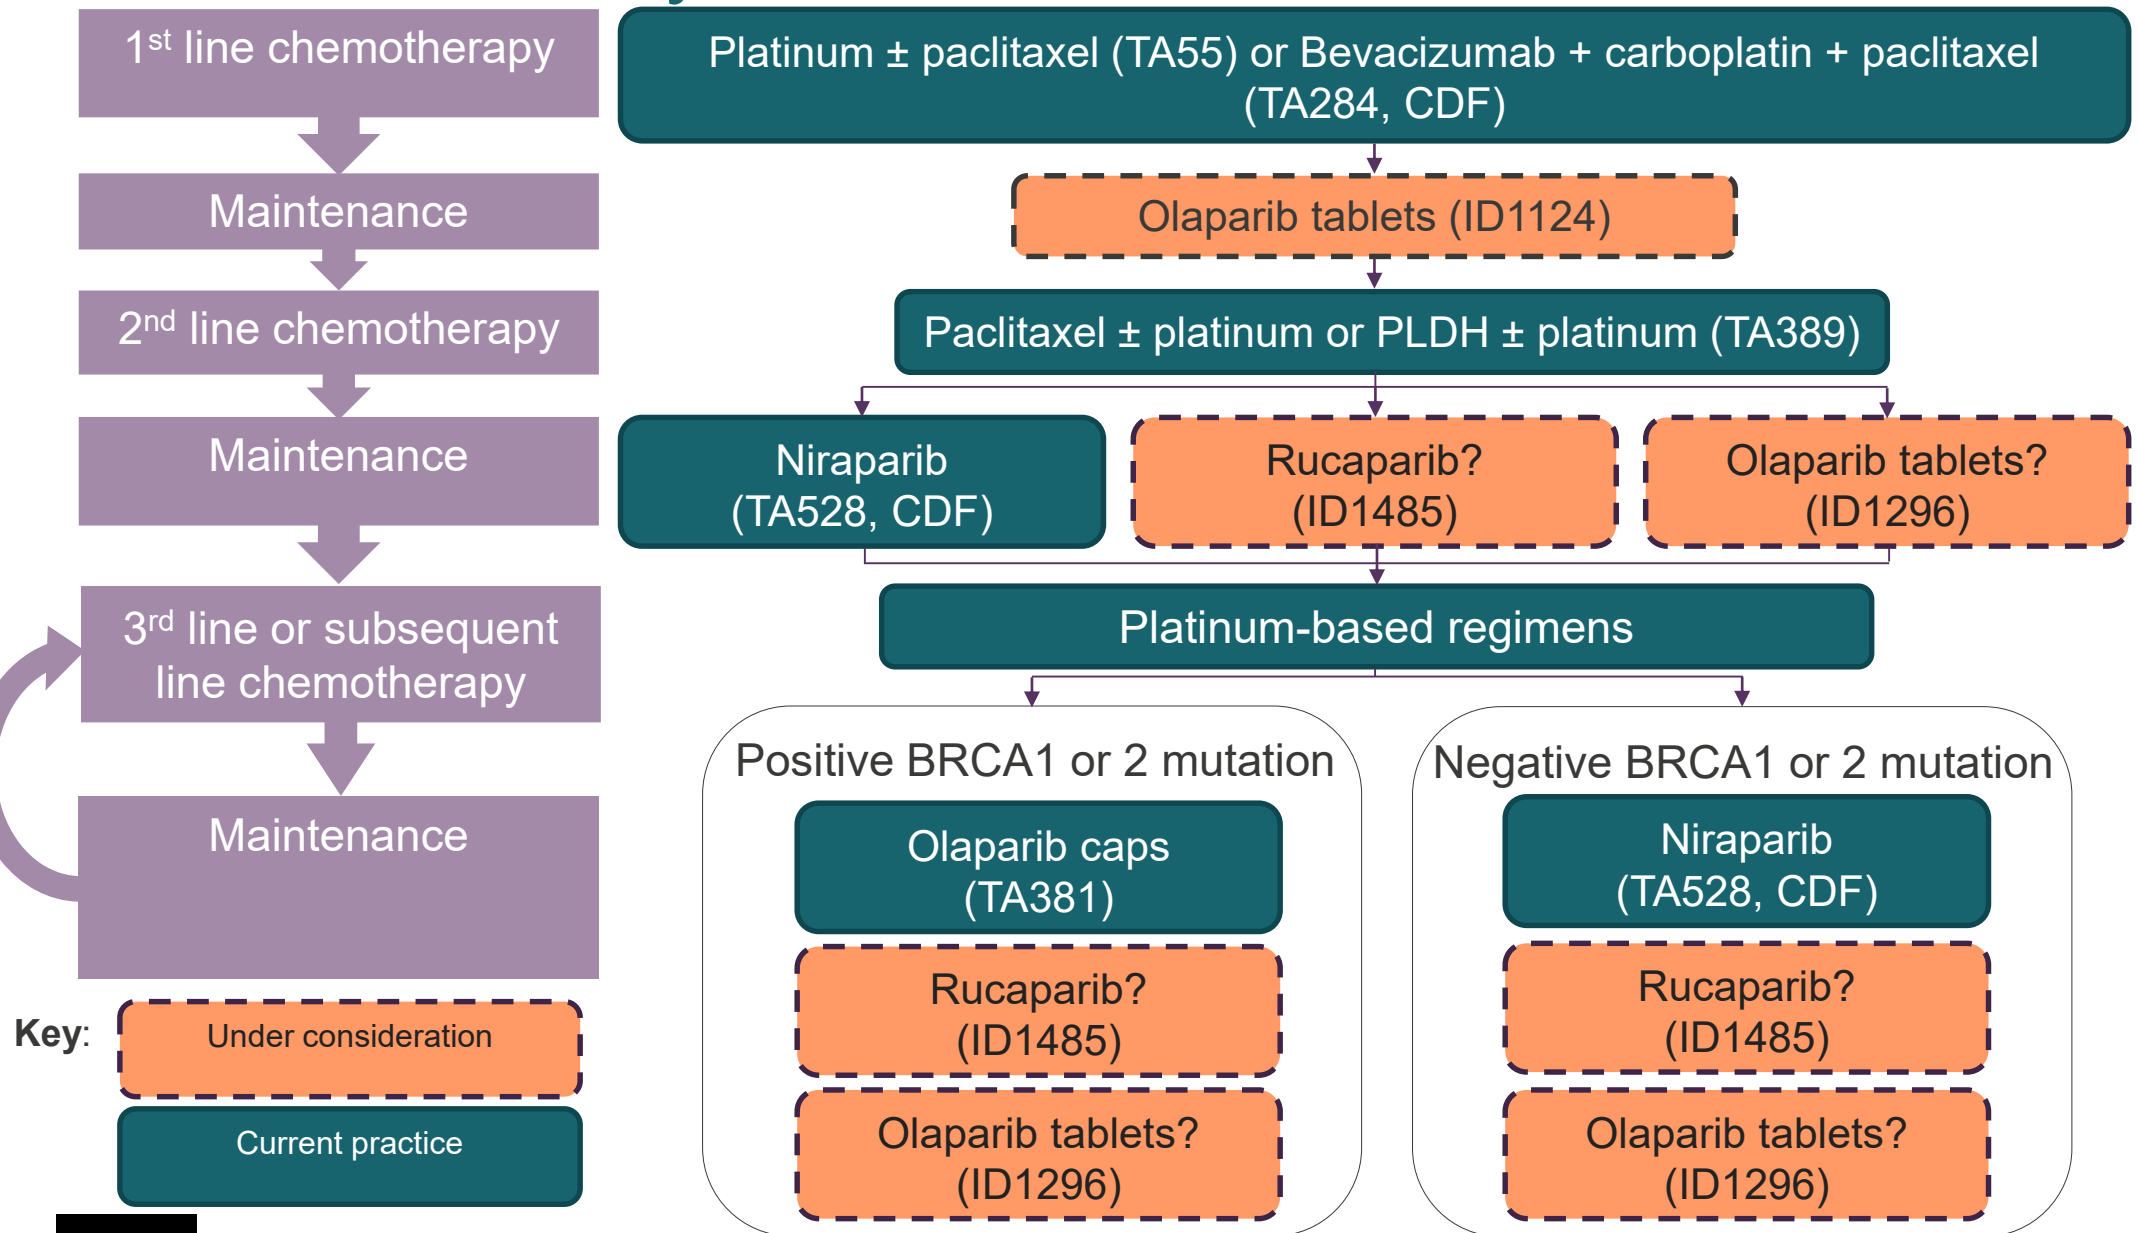 1st line chemotherapy
Platinum ± paclitaxel (TA55) or Bevacizumab + carboplatin + paclitaxel
(TA284, CDF)
Maintenance
Olaparib tablets (ID1124)
2nd line chemotherapy
Paclitaxel ± platinum or PLDH ± platinum (TA389)
Maintenance
Niraparib
(TA528, CDF)
Rucaparib?
(ID1485)
Olaparib tablets?
(ID1296)
3rd line or subsequent
line chemotherapy
Platinum-based regimens
Maintenance
Positive BRCA1 or 2 mutation
Olaparib caps
(TA381)
Rucaparib?
(ID1485)
Olaparib tablets?
(ID1296)
Negative BRCA1 or 2 mutation
Niraparib
(TA528, CDF)
Rucaparib?
(ID1485)
Olaparib tablets?
(ID1296)
Key:
Under consideration
Current practice